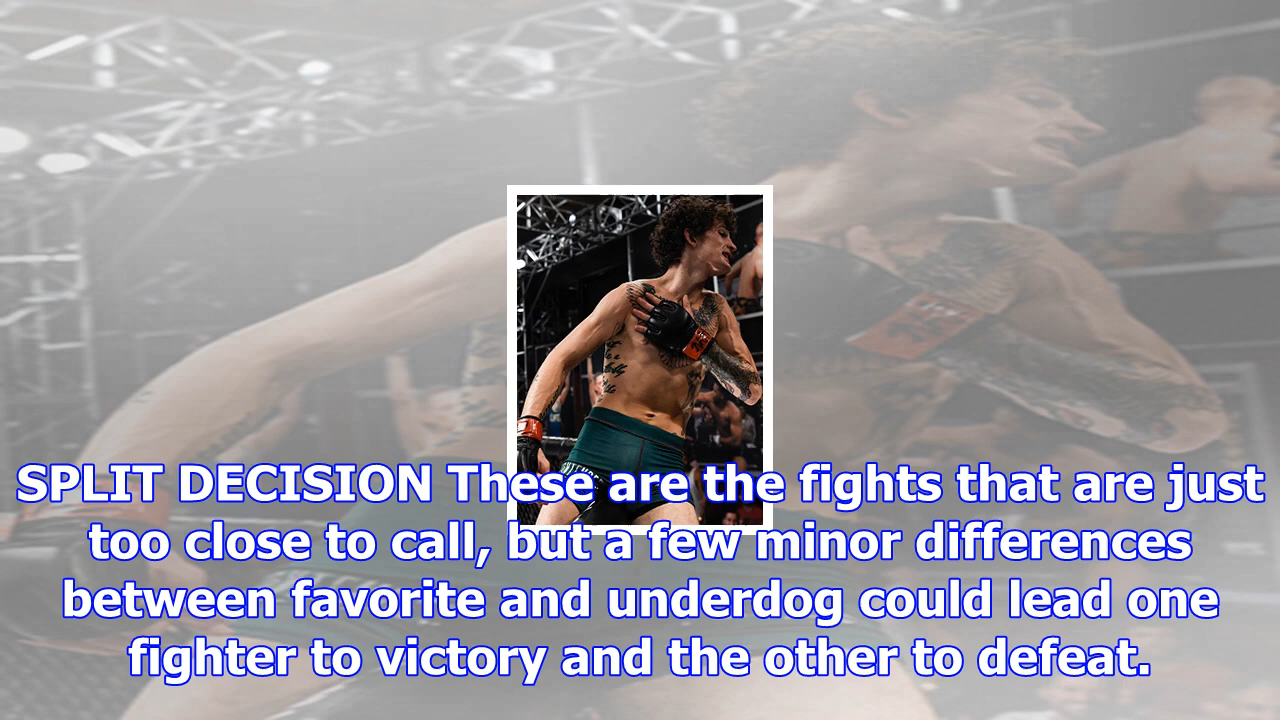 SPLIT DECISION These are the fights that are just
too close to call, but a few minor differences
between favorite and underdog could lead one
fighter to victory and the other to defeat.